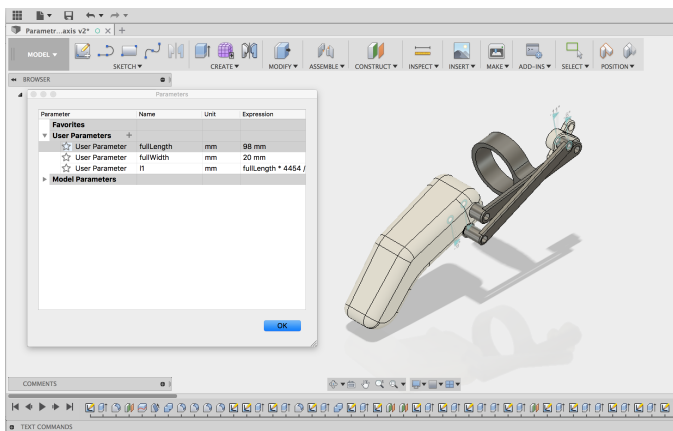 Parametr...axis v2*
MODEL
SKETCH
CREATE
MODIFY
ASSEMBLE
CONSTRUCT
INSPECT
INSERT
MAKE
ADD-INS
SELECT
POSITION
BROWSER
Parameters
Parameter Name Unit Expression
Favorites
User Parameters +
User Parameter fullLength mm 98 mm
User Parameter fullWidth mm 20 mm
User Parameter l1 mm fullLength * 4454 /
Model Parameters
OK
COMMENTS
TEXT COMMANDS